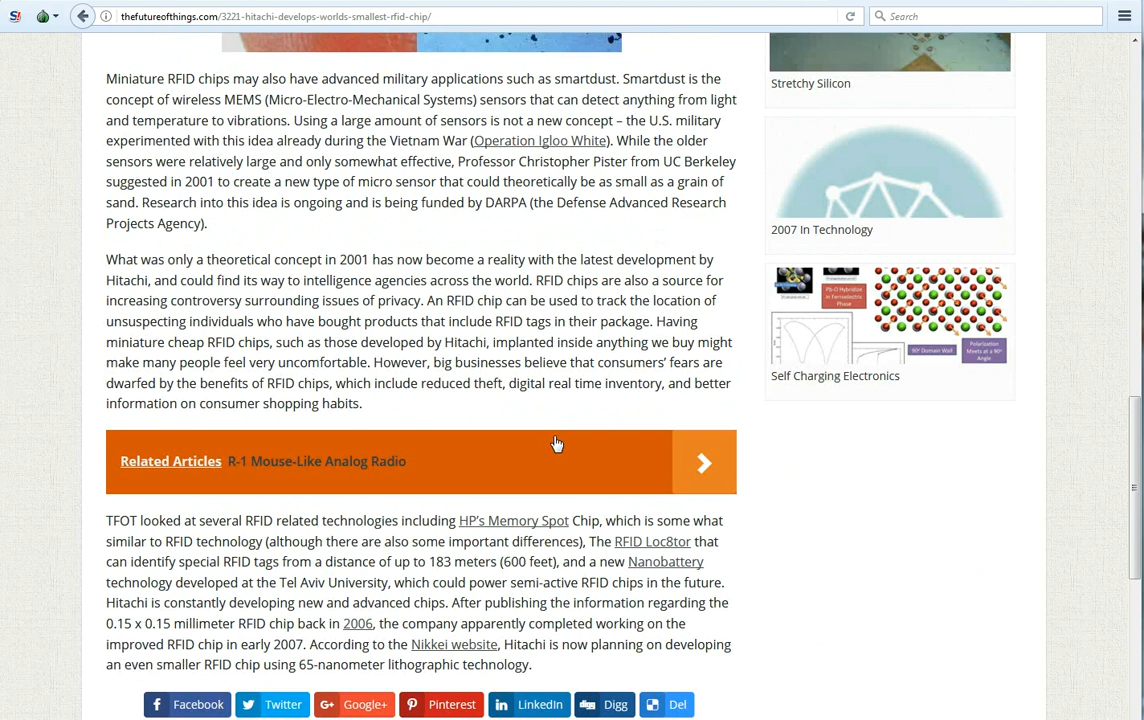 thefutureofthings.com/3221-hitachi-develops-worlds-smallest-rfid-chip/
Search
Miniature RFID chips may also have advanced military applications such as smartdust. Smartdust is the
concept of wireless MEMS (Micro-Electro-Mechanical Systems) sensors that can detect anything from light
and temperature to vibrations. Using a large amount of sensors is not a new concept – the U.S. military
experimented with this idea already during the Vietnam War (Operation Igloo White). While the older
sensors were relatively large and only somewhat effective, Professor Christopher Pister from UC Berkeley
suggested in 2001 to create a new type of micro sensor that could theoretically be as small as a grain of
sand. Research into this idea is ongoing and is being funded by DARPA (the Defense Advanced Research
Projects Agency).
What was only a theoretical concept in 2001 has now become a reality with the latest development by
Hitachi, and could find its way to intelligence agencies across the world. RFID chips are also a source for
increasing controversy surrounding issues of privacy. An RFID chip can be used to track the location of
unsuspecting individuals who have bought products that include RFID tags in their package. Having
miniature cheap RFID chips, such as those developed by Hitachi, implanted inside anything we buy might
make many people feel very uncomfortable. However, big businesses believe that consumers' fears are
dwarfed by the benefits of RFID chips, which include reduced theft, digital real time inventory, and better
information on consumer shopping habits.
Related Articles R-1 Mouse-Like Analog Radio
TFOT looked at several RFID related technologies including HP's Memory Spot Chip, which is some what
similar to RFID technology (although there are also some important differences), The RFID Loc8tor that
can identify special RFID tags from a distance of up to 183 meters (600 feet), and a new Nanobattery
technology developed at the Tel Aviv University, which could power semi-active RFID chips in the future.
Hitachi is constantly developing new and advanced chips. After publishing the information regarding the
0.15 x 0.15 millimeter RFID chip back in 2006, the company apparently completed working on the
improved RFID chip in early 2007. According to the Nikkei website, Hitachi is now planning on developing
an even smaller RFID chip using 65-nanometer lithographic technology.
Facebook Twitter Google+ Pinterest LinkedIn Digg Del
Stretchy Silicon
2007 In Technology
Pb-O Hybridize
in Ferroelectric
Phase
90° Domain Wall
Polarization
Meets at a 90°
Angle
Self Charging Electronics